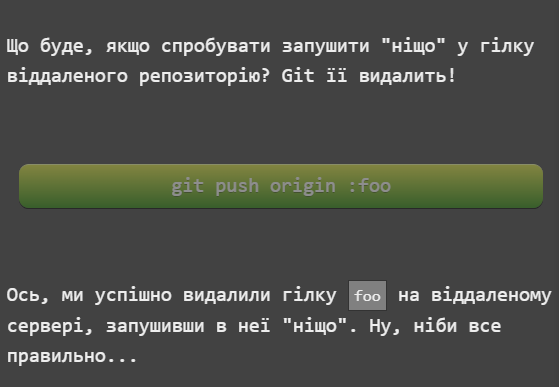 Що буде, якщо спробувати запушити "ніщо" у гілку
віддаленого репозиторію? Git її видалить!
git push origin :foo
Ось, ми успішно видалили гілку foo на віддаленому
сервері, запушивши в неї "ніщо". Ну, ніби все
правильно...